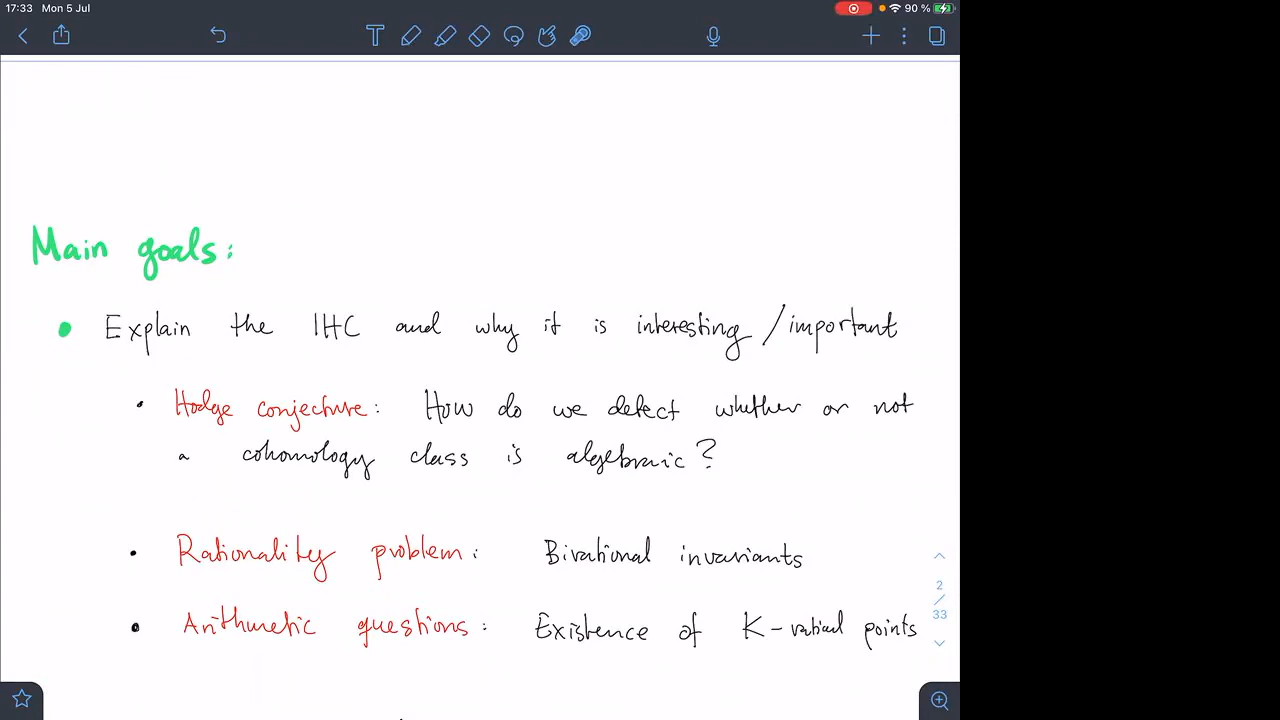 17:33 Mon 5 Jul
90 %
Main goals:
Explain the IHC and why it is interesting / important
Hodge conjecture: How do we detect whether or not
a cohomology class is algebraic?
Rationality problem: Birational invariants
Arithmetic questions: Existence of K-rational points
2
/
33